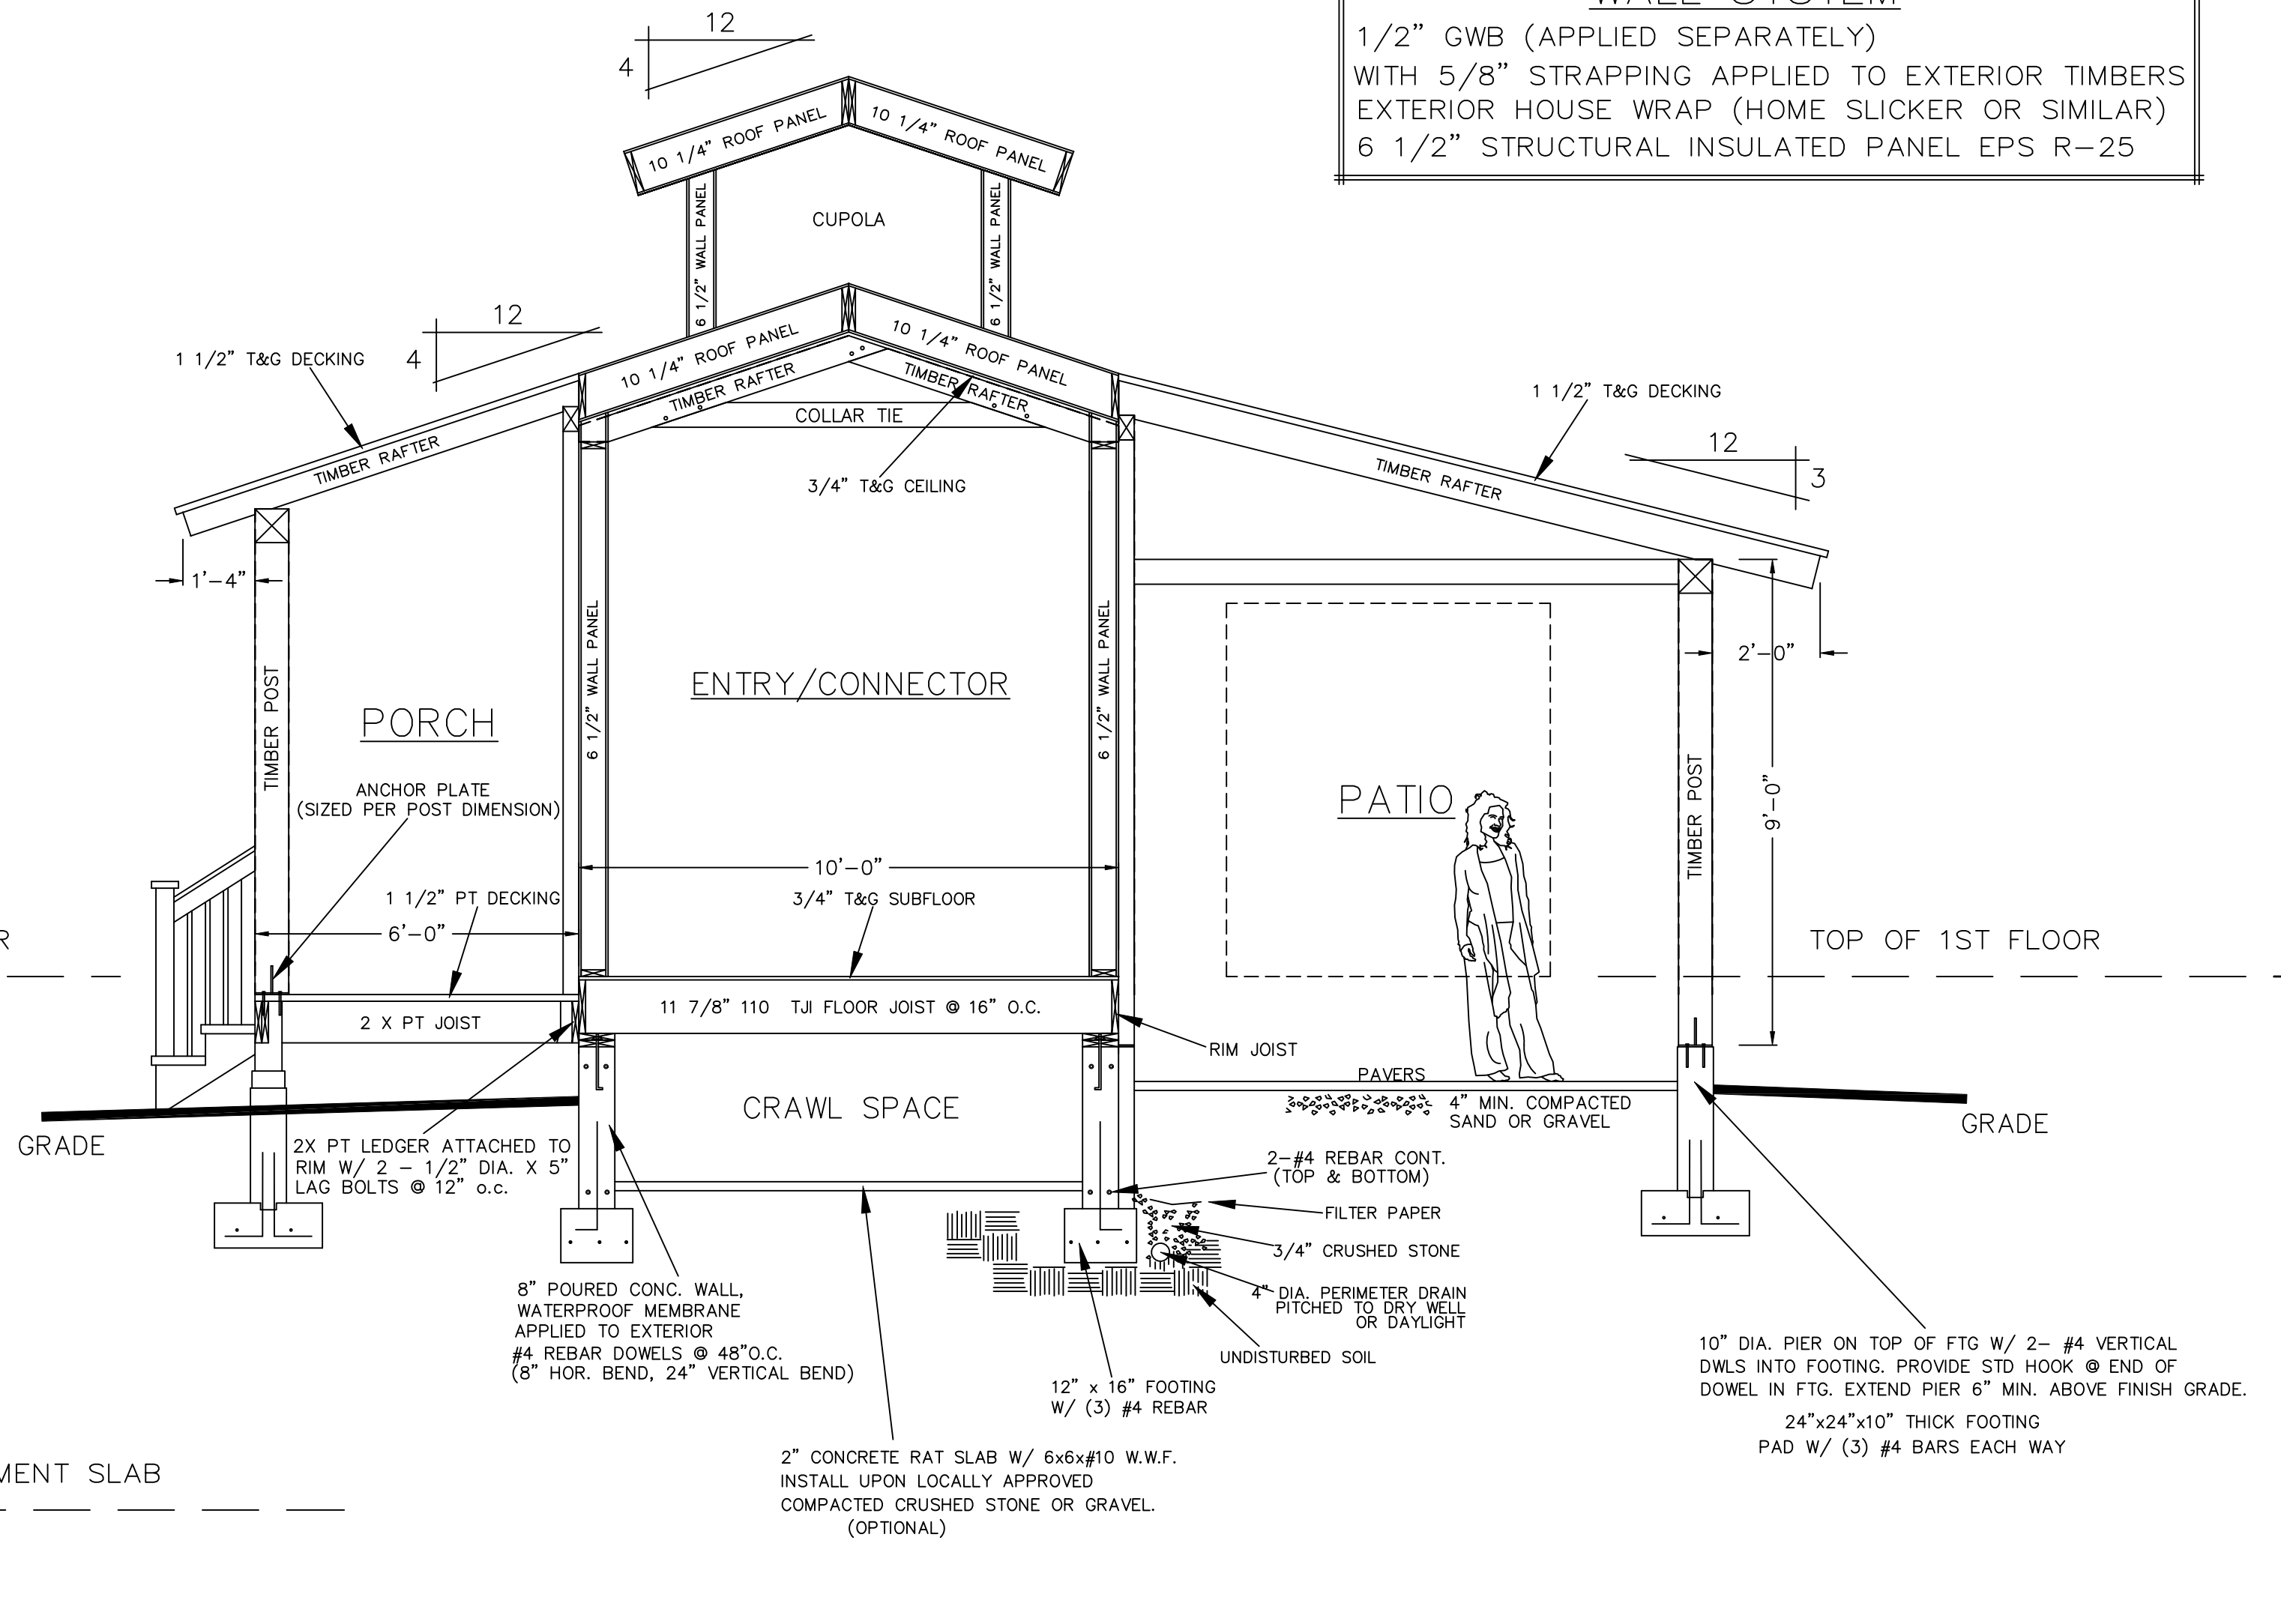 WALL SYSTEM
1/2" GWB (APPLIED SEPARATELY)
WITH 5/8" STRAPPING APPLIED TO EXTERIOR TIMBERS
EXTERIOR HOUSE WRAP (HOME SLICKER OR SIMILAR)
6 1/2" STRUCTURAL INSULATED PANEL EPS R-25
12
4
10 1/4" ROOF PANEL
10 1/4" ROOF PANEL
6 1/2" WALL PANEL
CUPOLA
6 1/2" WALL PANEL
12
4
1 1/2" T&G DECKING
10 1/4" ROOF PANEL
10 1/4" ROOF PANEL
TIMBER RAFTER
TIMBER RAFTER
COLLAR TIE
1 1/2" T&G DECKING
TIMBER RAFTER
TIMBER RAFTER
12
3
3/4" T&G CEILING
1'-4"
2'-0"
TIMBER POST
PORCH
6 1/2" WALL PANEL
ENTRY/CONNECTOR
6 1/2" WALL PANEL
PATIO
TIMBER POST
9'-0"
ANCHOR PLATE
(SIZED PER POST DIMENSION)
10'-0"
1 1/2" PT DECKING
3/4" T&G SUBFLOOR
6'-0"
R
TOP OF 1ST FLOOR
2 X PT JOIST
11 7/8" 110 TJI FLOOR JOIST @ 16" O.C.
RIM JOIST
PAVERS
CRAWL SPACE
4" MIN. COMPACTED
SAND OR GRAVEL
GRADE
GRADE
2X PT LEDGER ATTACHED TO
RIM W/ 2 - 1/2" DIA. X 5"
LAG BOLTS @ 12" o.c.
2-#4 REBAR CONT.
(TOP & BOTTOM)
FILTER PAPER
3/4" CRUSHED STONE
4" DIA. PERIMETER DRAIN
PITCHED TO DRY WELL
OR DAYLIGHT
UNDISTURBED SOIL
8" POURED CONC. WALL,
WATERPROOF MEMBRANE
APPLIED TO EXTERIOR
#4 REBAR DOWELS @ 48"O.C.
(8" HOR. BEND, 24" VERTICAL BEND)
12" x 16" FOOTING
W/ (3) #4 REBAR
10" DIA. PIER ON TOP OF FTG W/ 2- #4 VERTICAL
DWLS INTO FOOTING. PROVIDE STD HOOK @ END OF
DOWEL IN FTG. EXTEND PIER 6" MIN. ABOVE FINISH GRADE.
24"x24"x10" THICK FOOTING
PAD W/ (3) #4 BARS EACH WAY
2" CONCRETE RAT SLAB W/ 6x6x#10 W.W.F.
INSTALL UPON LOCALLY APPROVED
COMPACTED CRUSHED STONE OR GRAVEL.
(OPTIONAL)
MENT SLAB